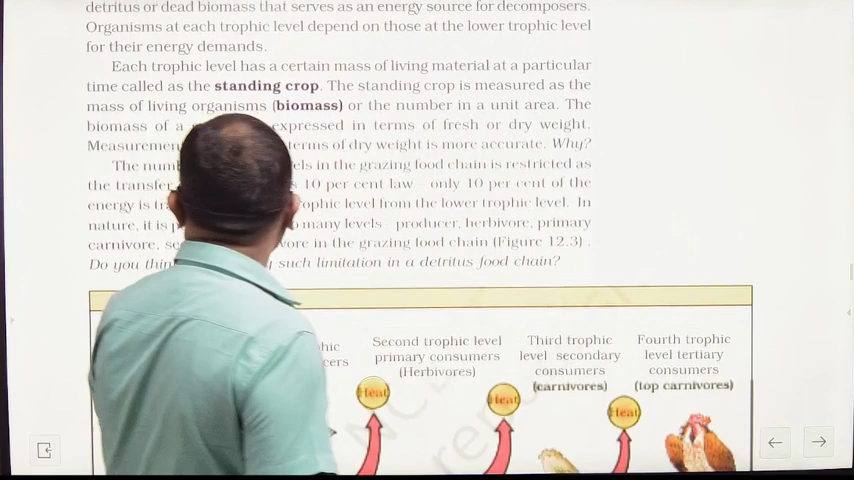 detritus or dead biomass that serves as an energy source for decomposers.
Organisms at each trophic level depend on those at the lower trophic level
for their energy demands.
Each trophic level has a certain mass of living material at a particular
time called as the standing crop. The standing crop is measured as the
mass of living organisms (biomass) or the number in a unit area. The
biomass of a expressed in terms of fresh or dry weight.
Measuremen terms of dry weight is more accurate. Why?
The num els in the grazing food chain is restricted as
the transfer s 10 per cent law only 10 per cent of the
energy is tr ophic level from the lower trophic level. In
nature, it is p o many levels producer, herbivore, primary
carnivore, se vore in the grazing food chain (Figure 12.3) .
Do you thin y such limitation in a detritus food chain?
phic
cers
Second trophic level
primary consumers
(Herbivores)
Third trophic
level secondary
consumers
(carnivores)
Fourth trophic
level tertiary
consumers
(top carnivores)
Heat
Heat
Heat